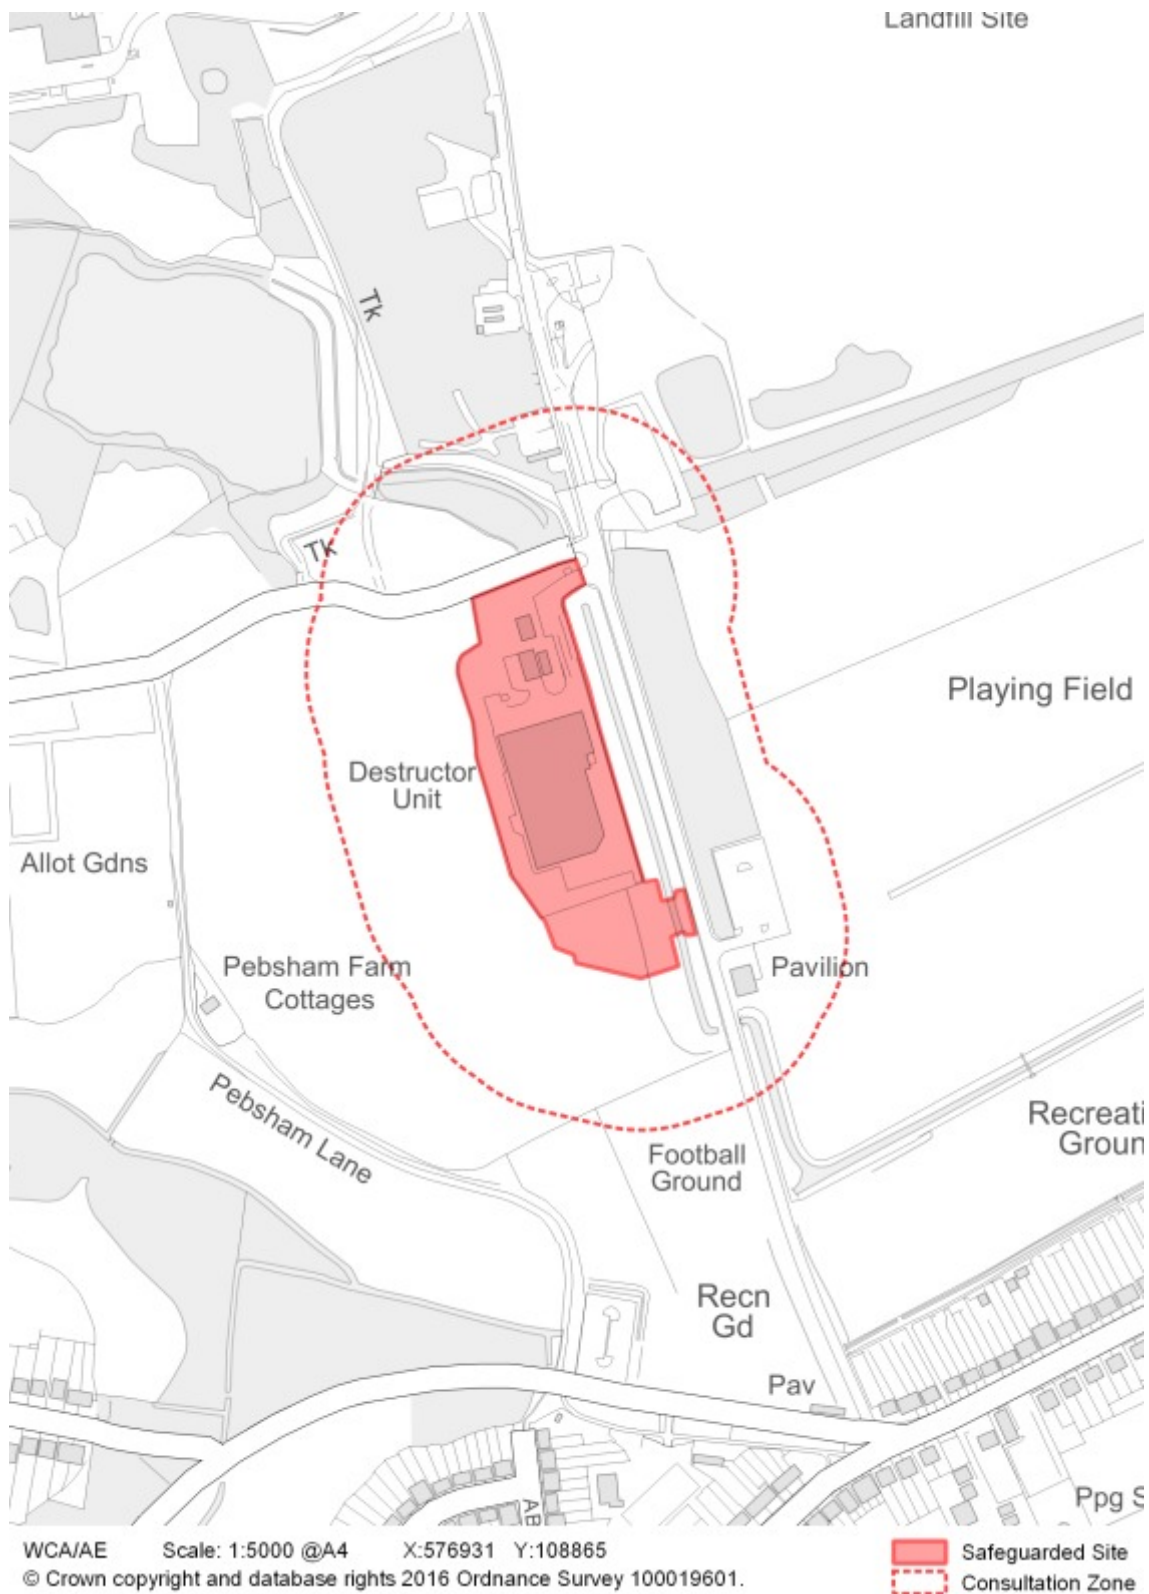 Landfill Site
Tk
Tk
Playing Field
Destructor
Unit
Allot Gdns
Pebsham Farm
Cottages
Pavilion
Pebsham Lane
Recreati
Groun
Football
Ground
Recn
Gd
Pav
AB
Ppg S
WCA/AE Scale: 1:5000 @A4 X:576931 Y:108865
© Crown copyright and database rights 2016 Ordnance Survey 100019601.
Safeguarded Site
Consultation Zone